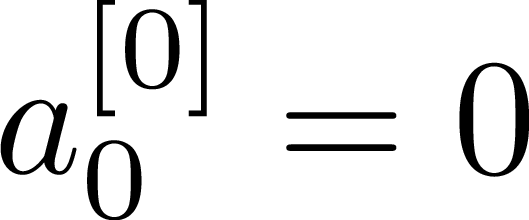 a_0^{[0]} = 0